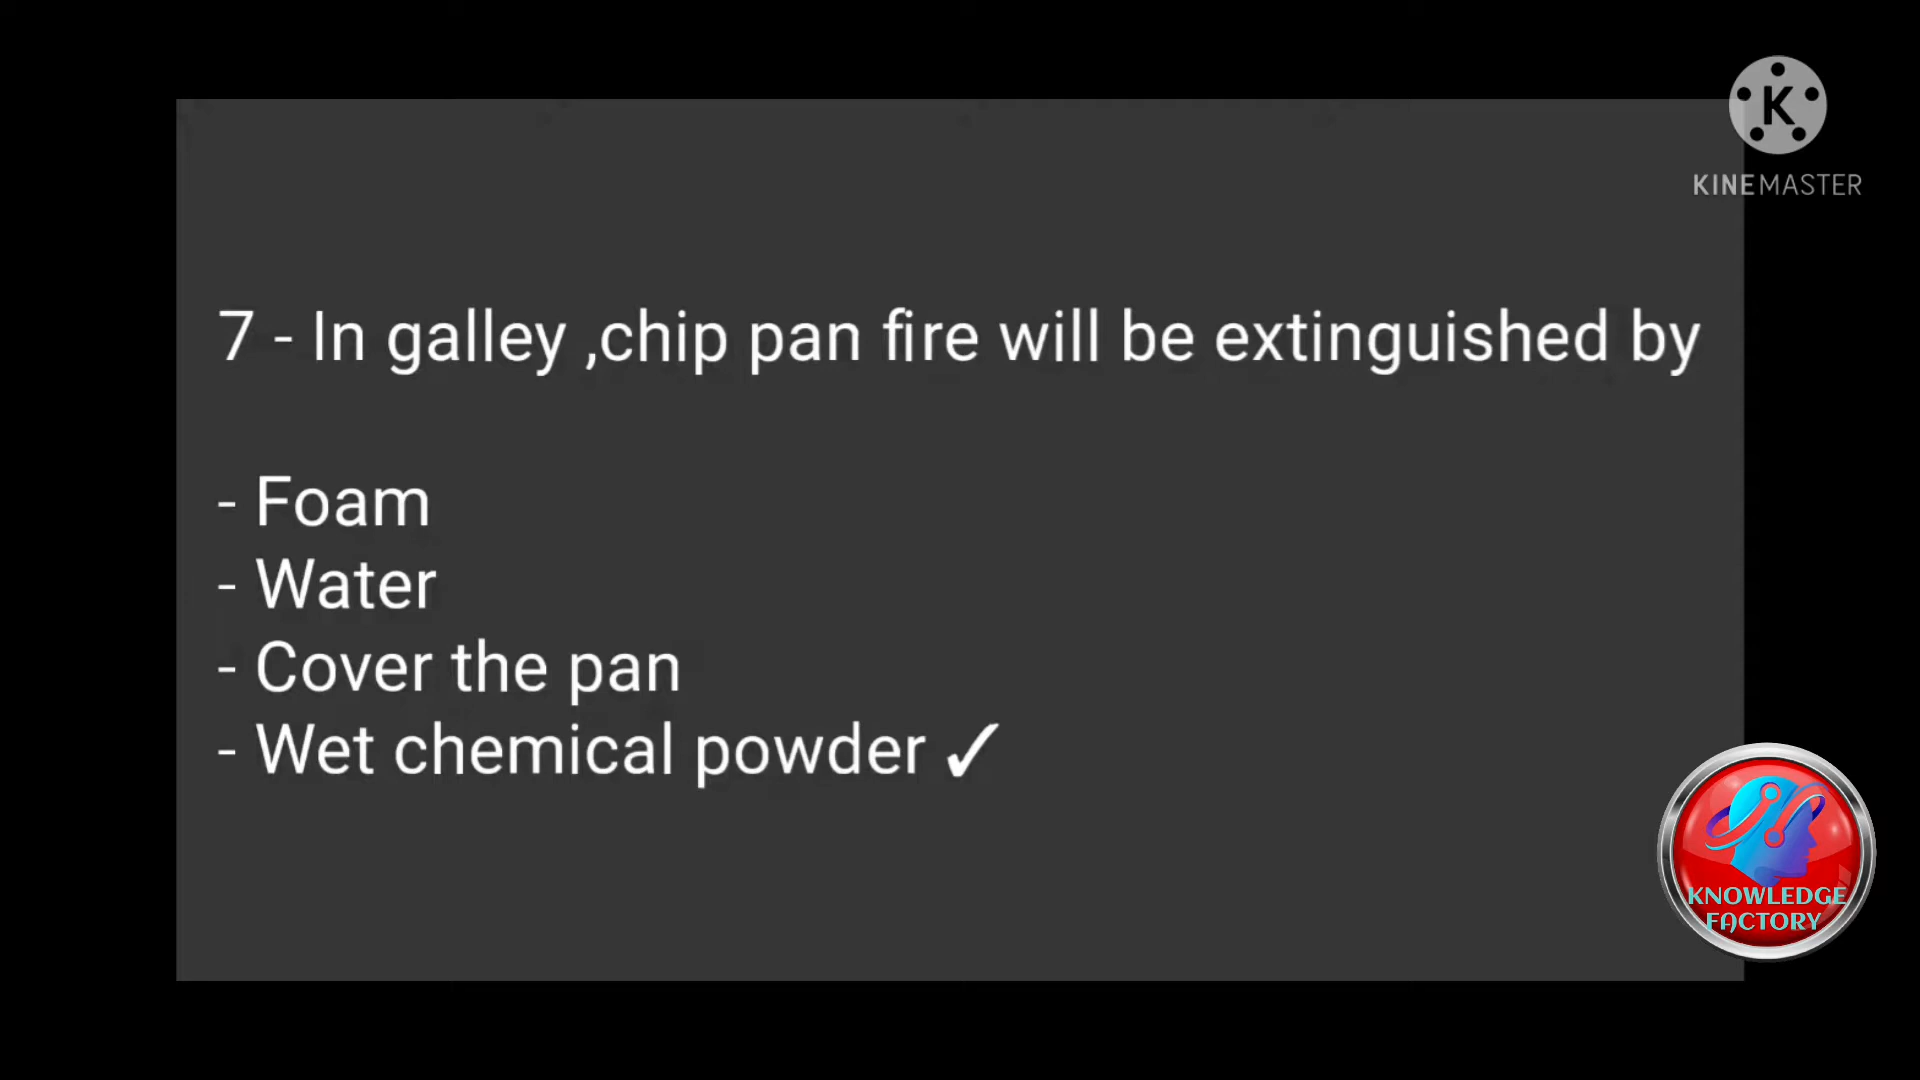 K
KINEMASTER
7 - In galley ,chip pan fire will be extinguished by
- Foam
- Water
- Cover the pan
- Wet chemical powder ✓
KNOWLEDGE
FACTORY